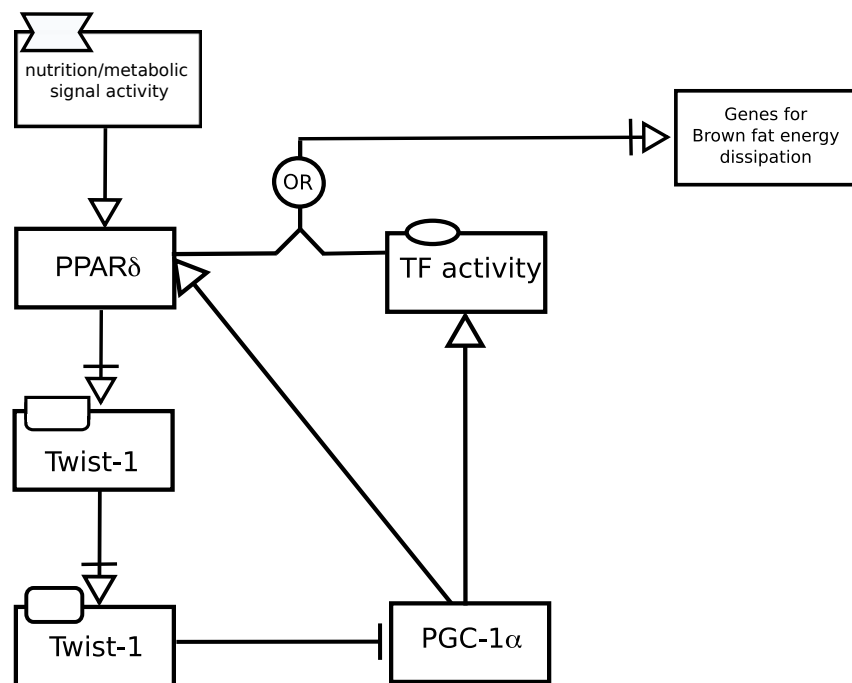 nutrition/metabolic
signal activity
Genes for
Brown fat energy
dissipation
OR
PPARδ
TF activity
Twist-1
Twist-1
PGC-1α